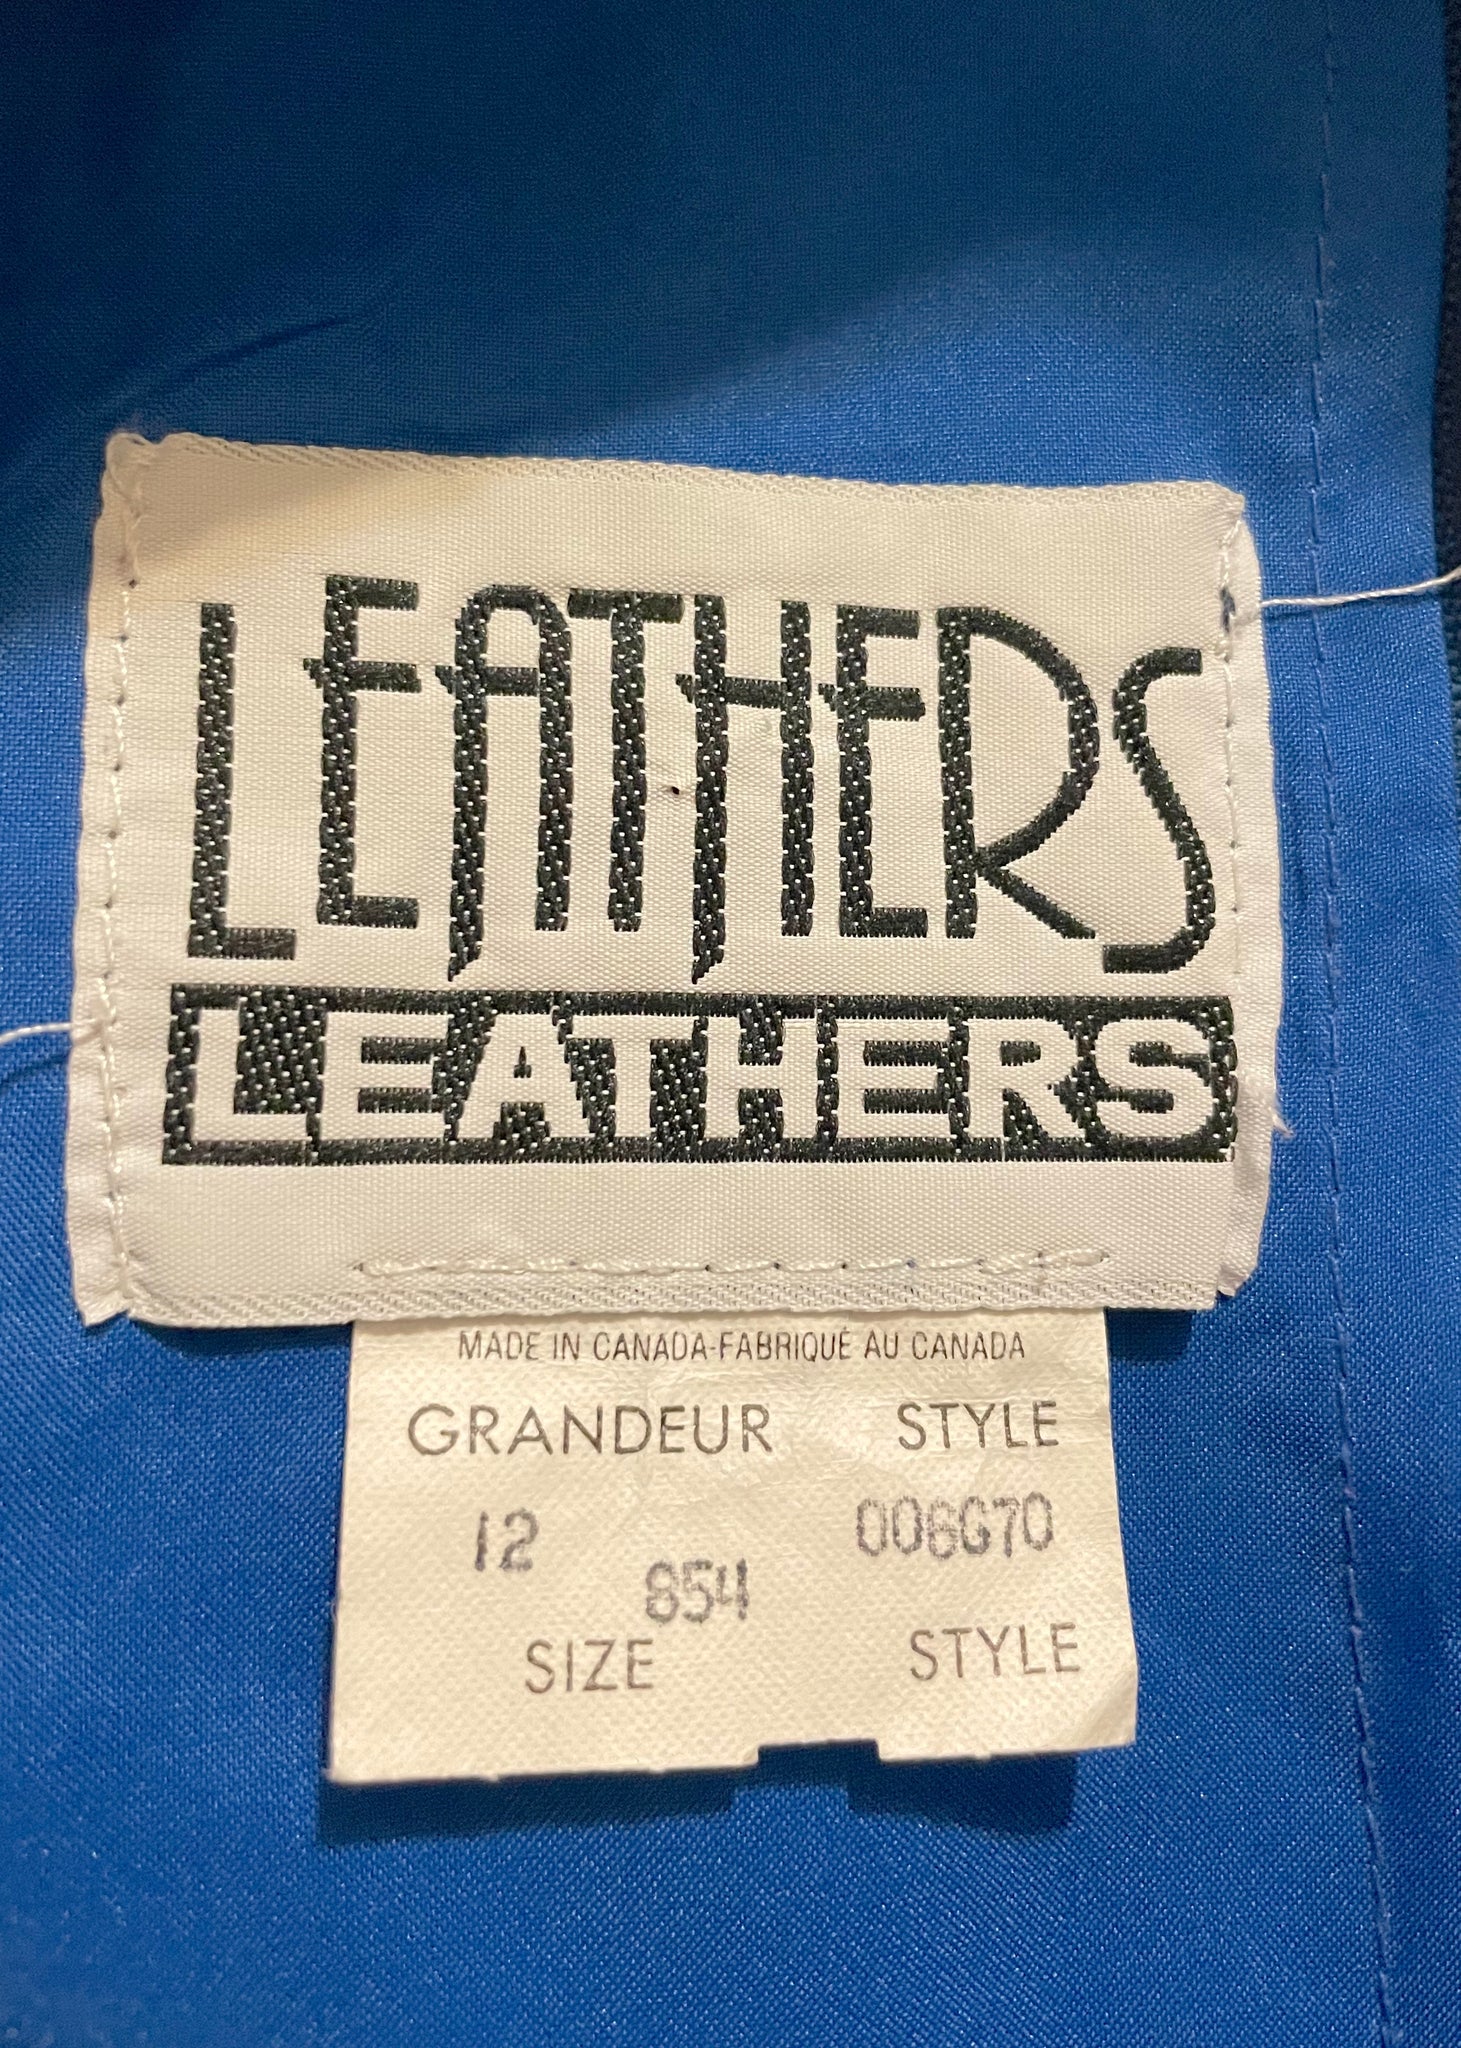 LEATHERS
LEATHERS
MADE IN CANADA-FABRIQUÉ AU CANADA
GRANDEUR STYLE
12 006G70
854
SIZE STYLE